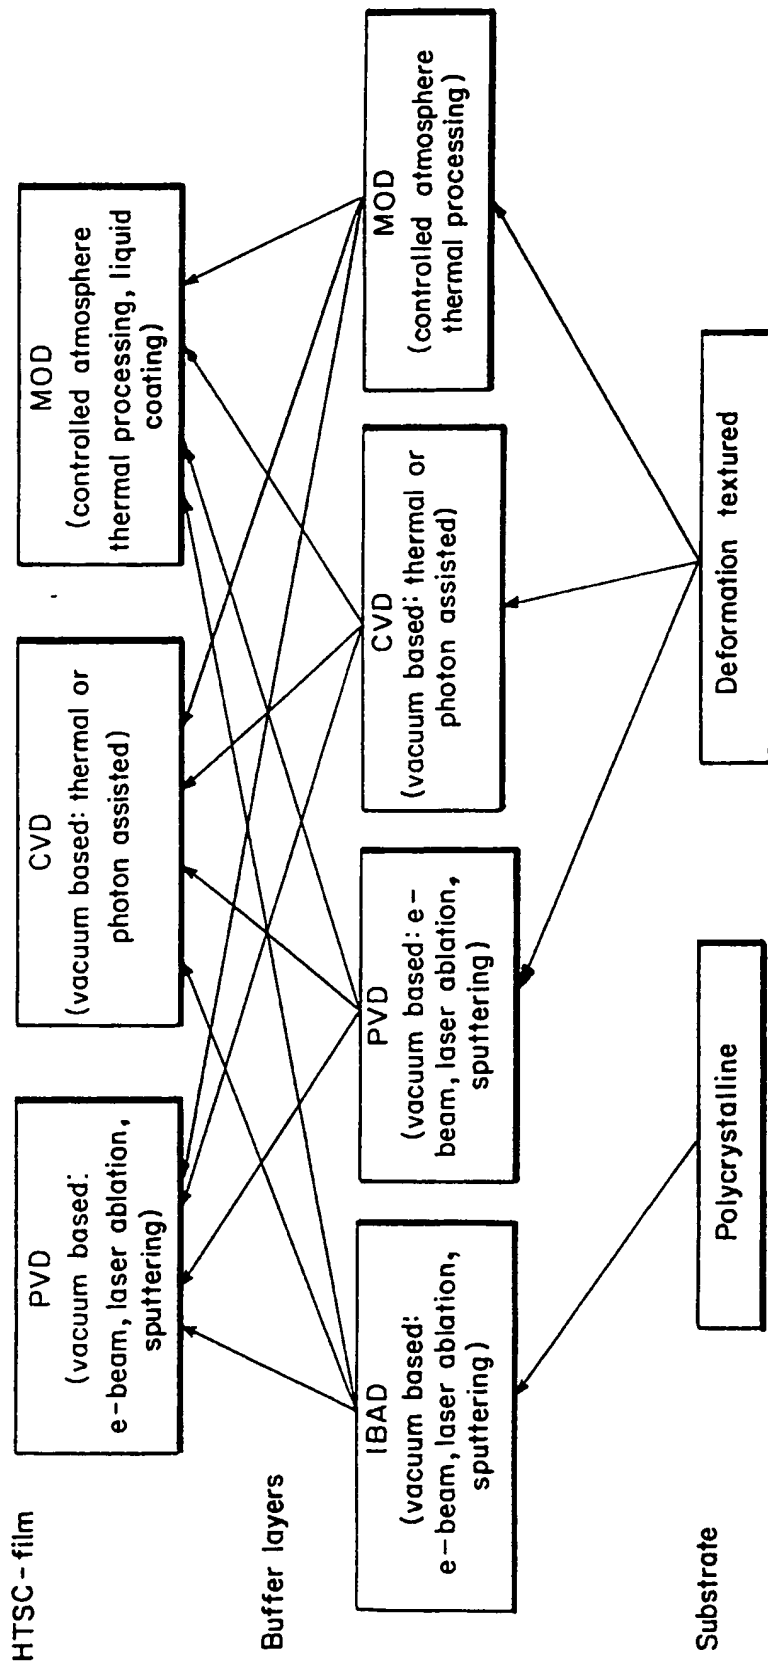 HTSC-film
PVD
(vacuum based:
e-beam, laser ablation,
sputtering)
CVD
(vacuum based: thermal or
photon assisted)
MOD
(controlled atmosphere
thermal processing, liquid
coating)
Buffer layers
IBAD
(vacuum based:
e-beam, laser ablation,
sputtering)
PVD
(vacuum based: e-
beam, laser ablation,
sputtering)
CVD
(vacuum based: thermal or
photon assisted)
MOD
(controlled atmosphere
thermal processing)
Substrate
Polycrystalline
Deformation textured